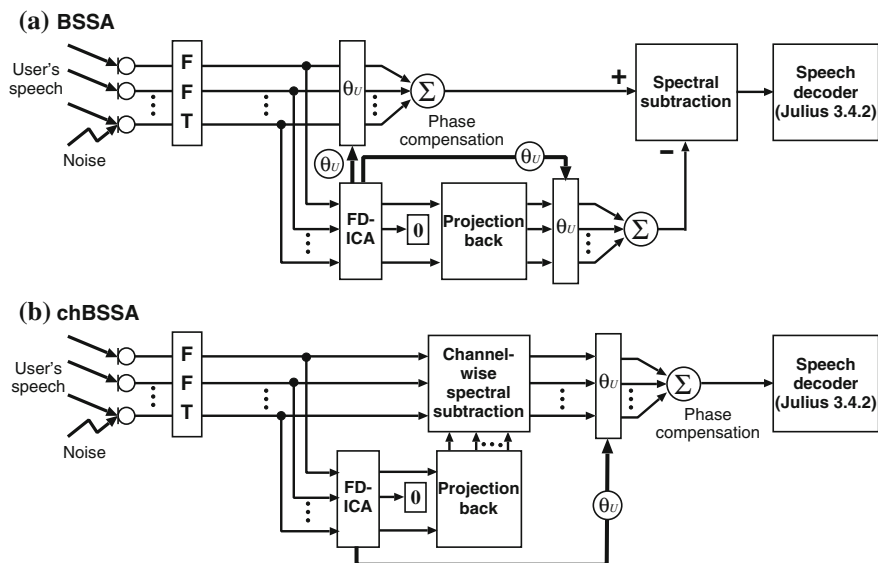 (a) BSSA
User's
speech
Noise
F
F
T
θU
Σ
Phase
compensation
+
Spectral
subtraction
−
Speech
decoder
(Julius 3.4.2)
θU
θU
FD-
ICA
0
Projection
back
θU
Σ
(b) chBSSA
User's
speech
Noise
F
F
T
Channel-
wise
spectral
subtraction
θU
Σ
Phase
compensation
Speech
decoder
(Julius 3.4.2)
FD-
ICA
0
Projection
back
θU